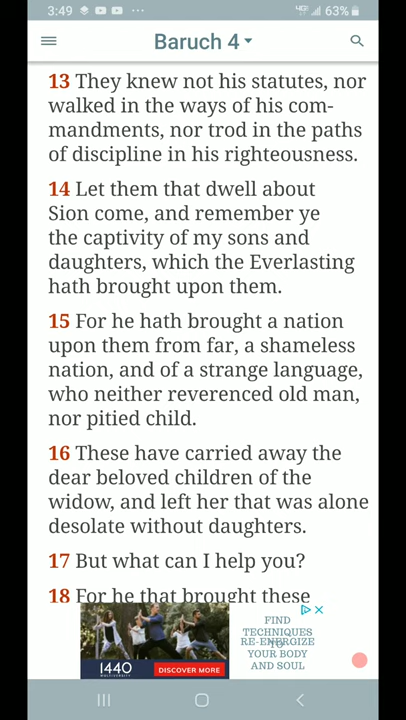 3:49 63%
Baruch 4
13 They knew not his statutes, nor
walked in the ways of his com-
mandments, nor trod in the paths
of discipline in his righteousness.
14 Let them that dwell about
Sion come, and remember ye
the captivity of my sons and
daughters, which the Everlasting
hath brought upon them.
15 For he hath brought a nation
upon them from far, a shameless
nation, and of a strange language,
who neither reverenced old man,
nor pitied child.
16 These have carried away the
dear beloved children of the
widow, and left her that was alone
desolate without daughters.
17 But what can I help you?
18 For he that brought these
1440
MULTIVERSITY
DISCOVER MORE
FIND
TECHNIQUES
TO
RE-ENERGIZE
YOUR BODY
AND SOUL